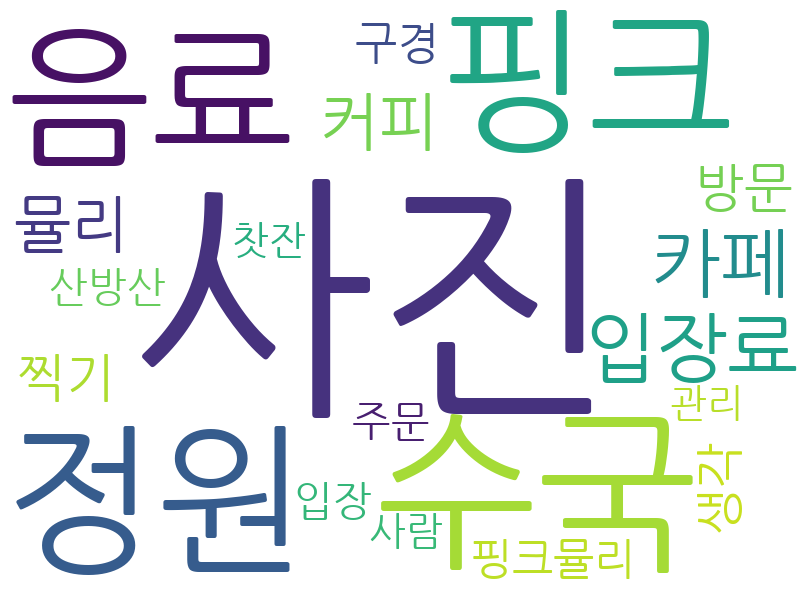 구경
음료
핑크
커피
방문
뮬리
찻잔
카페
산방산
사진
입장료
찍기
주문
관리
정원
수국
생각
입장
사람
핑크뮬리